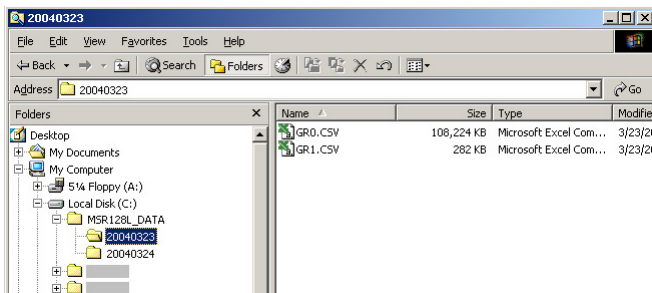 20040323
File Edit View Favorites Tools Help
Back Search Folders
Address 20040323 Go
Folders x Name Size Type Modifie
Desktop GR0.CSV 108,224 KB Microsoft Excel Com... 3/23/20
My Documents GR1.CSV 282 KB Microsoft Excel Com... 3/23/20
My Computer
5¼ Floppy (A:)
Local Disk (C:)
MSR128L_DATA
20040323
20040324